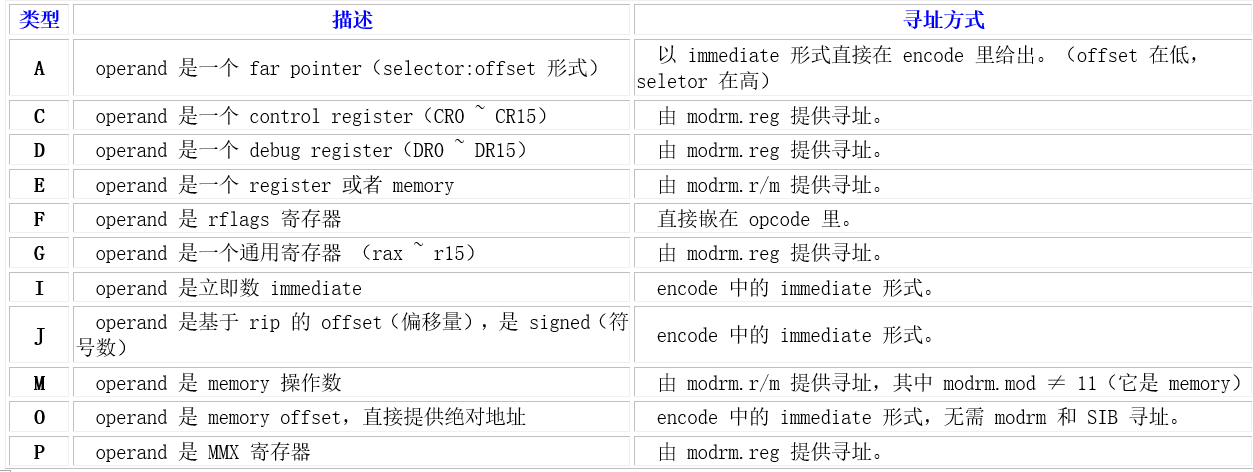 类型 描述 寻址方式
A operand 是一个 far pointer（selector:offset 形式） 以 immediate 形式直接在 encode 里给出。（offset 在低，
seletor 在高）
C operand 是一个 control register（CR0 ~ CR15） 由 modrm.reg 提供寻址。
D operand 是一个 debug register（DR0 ~ DR15） 由 modrm.reg 提供寻址。
E operand 是一个 register 或者 memory 由 modrm.r/m 提供寻址。
F operand 是 rflags 寄存器 直接嵌在 opcode 里。
G operand 是一个通用寄存器 （rax ~ r15） 由 modrm.reg 提供寻址。
I operand 是立即数 immediate encode 中的 immediate 形式。
J operand 是基于 rip 的 offset（偏移量），是 signed（符
号数） encode 中的 immediate 形式。
M operand 是 memory 操作数 由 modrm.r/m 提供寻址，其中 modrm.mod ≠ 11（它是 memory）
O operand 是 memory offset，直接提供绝对地址 encode 中的 immediate 形式，无需 modrm 和 SIB 寻址。
P operand 是 MMX 寄存器 由 modrm.reg 提供寻址。